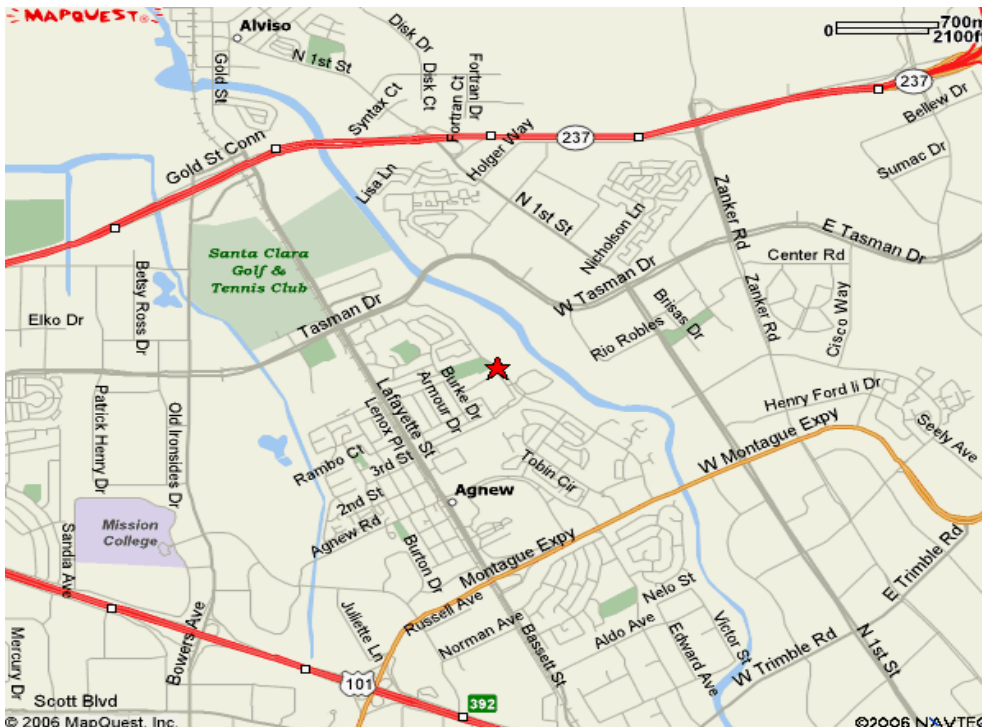 MAPQUEST
Alviso
700m
2100ft
0
Disk Dr
N 1st St
Disk Ct
Fortran Dr
Fortran Ct
Gold St
237
Bellew Dr
Syntax Ct
237
Holger Way
Gold St Conn
Sumac Dr
Lisa Ln
Zanker Rd
N 1st St
Nicholson Ln
E Tasman Dr
Santa Clara
Golf &
Tennis Club
Center Rd
Betsy Ross Dr
W Tasman Dr
Zanker Rd
Brisas Dr
Tasman Dr
Cisco Way
Elko Dr
Rio Robles
Lafayette St
Burke Dr
Armour Dr
Henry Ford Ii Dr
Patrick Henry Dr
Old Ironsides Dr
Lenox Pl
W Montague Expy
Seely Ave
Rambo Ct
3rd St
Tobin Cir
2nd St
Agnew
Mission
College
Agnew Rd
Sandia Ave
Burton Dr
Montague Expy
E Trimble Rd
Nelo St
Juliette Ln
Russell Ave
Norman Ave
Aldo Ave
Victor St
Bowers Ave
Bassett St
Edward Ave
W Trimble Rd
N 1st St
Mercury Dr
101
Scott Blvd
392
© 2006 MapQuest, Inc.
©2006 NAVTEQ